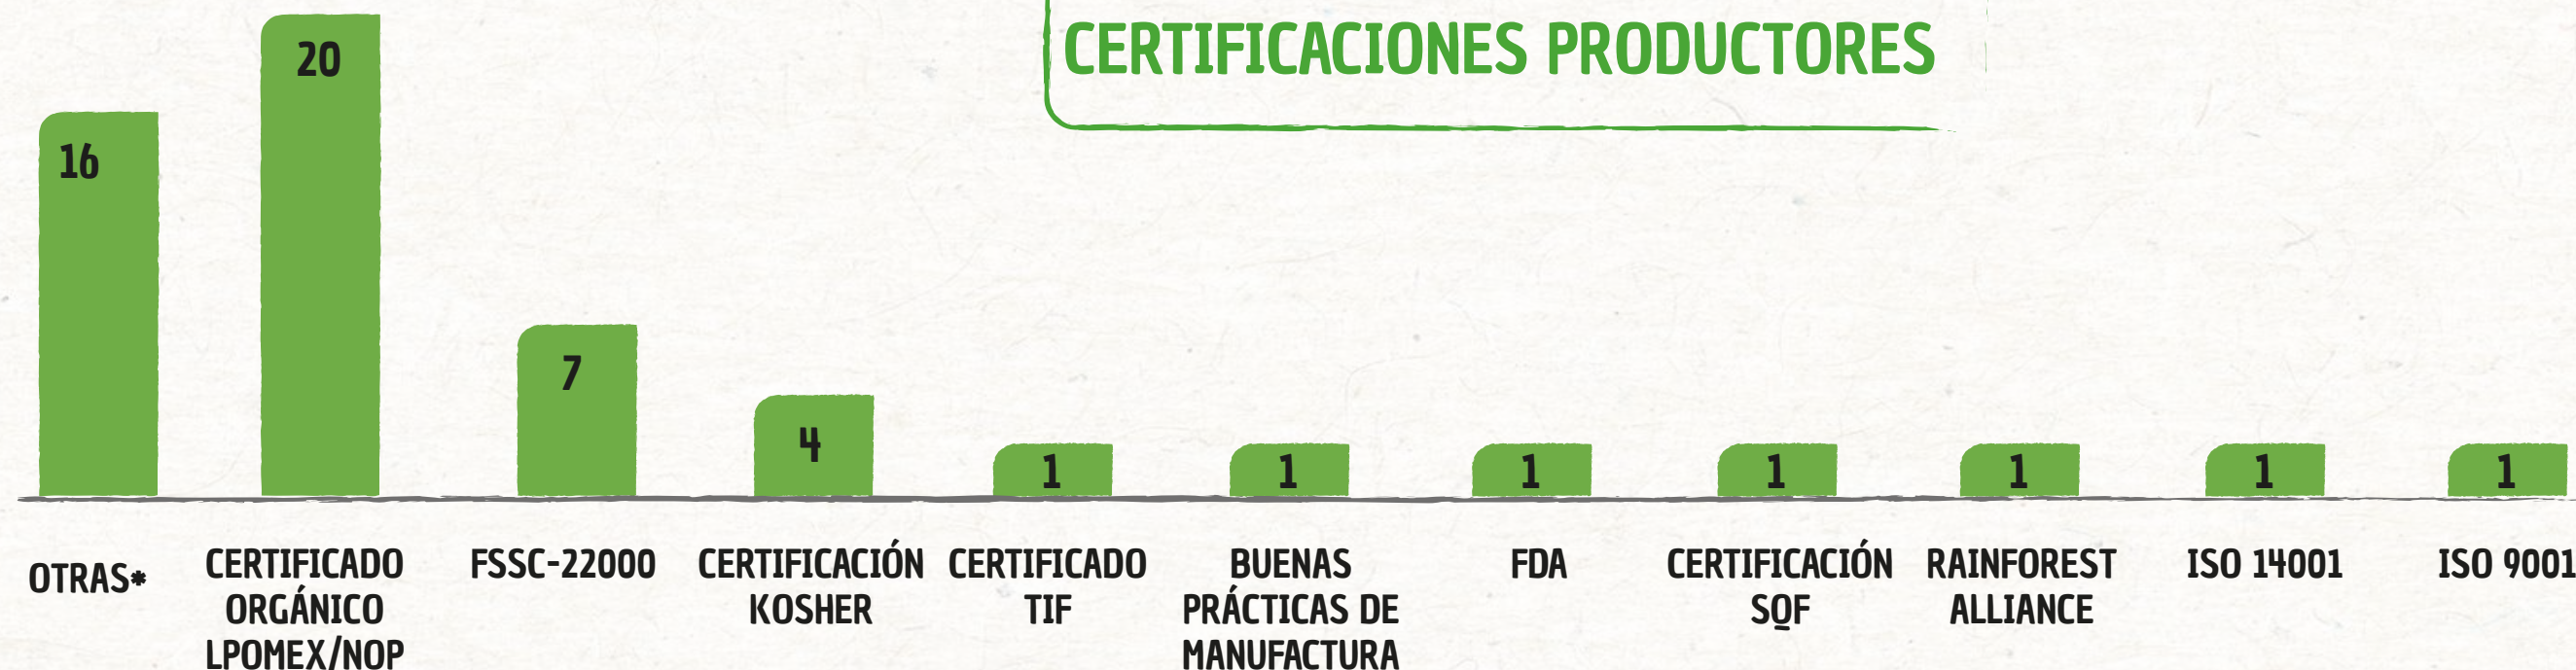 CERTIFICACIONES PRODUCTORES
20
16
7
4
1
1
1
1
1
1
1
OTRAS*
CERTIFICADO
ORGÁNICO
LPOMEX/NOP
FSSC-22000
CERTIFICACIÓN
KOSHER
CERTIFICADO
TIF
BUENAS
PRÁCTICAS DE
MANUFACTURA
FDA
CERTIFICACIÓN
SQF
RAINFOREST
ALLIANCE
ISO 14001
ISO 9001